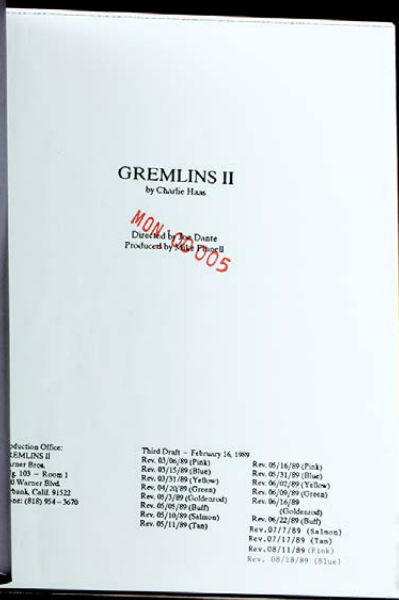 GREMLINS II
by Charlie Haas
MON·OD 005
Directed by Joe Dante
Produced by Mike Finnell
oduction Office:
REMLINS II
arner Bros.
g. 103 – Room 1
0 Warner Blvd.
rbank, Calif. 91522
one: (818) 954 – 3670
Third Draft – February 16, 1989
Rev. 03/06/89 (Pink)
Rev. 03/15/89 (Blue)
Rev. 03/31/89 (Yellow)
Rev. 04/20/89 (Green)
Rev. 05/3/89 (Goldenrod)
Rev. 05/05/89 (Buff)
Rev. 05/10/89 (Salmon)
Rev. 05/11/89 (Tan)
Rev. 05/16/89 (Pink)
Rev. 05/31/89 (Blue)
Rev. 06/02/89 (Yellow)
Rev. 06/09/89 (Green)
Rev. 06/16/89
(Goldenrod)
Rev. 06/22/89 (Buff)
Rev.07/7/89 (Salmon)
Rev.07/17/89 (Tan)
Rev.08/11/89 (Pink)
Rev. 08/18/89 (Blue)